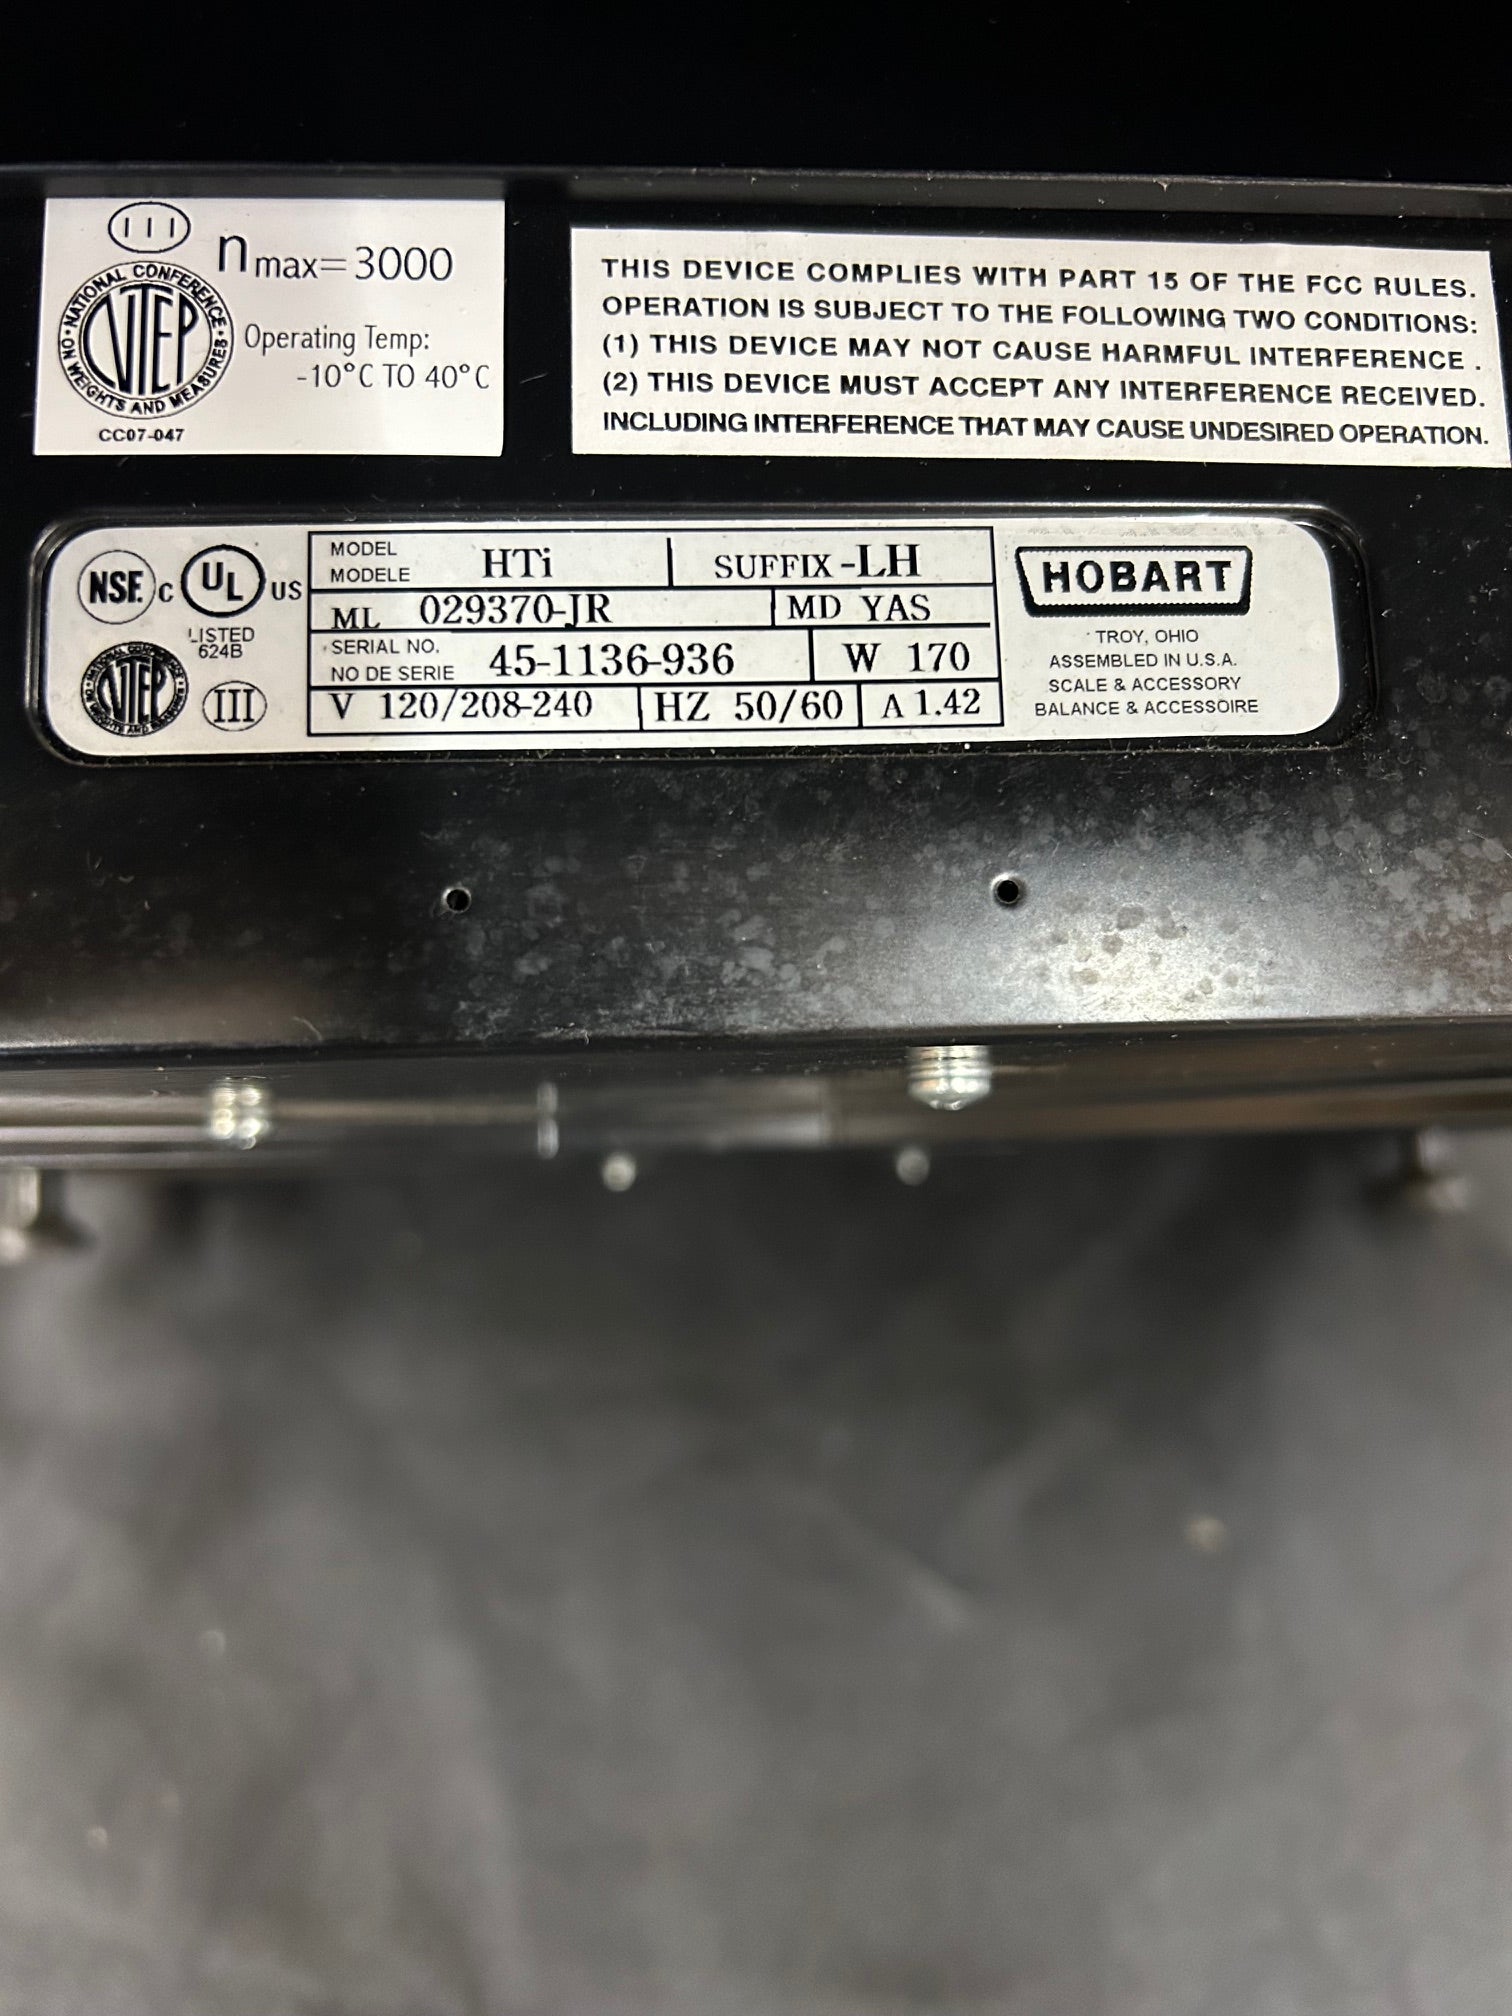 III
nmax=3000
NATIONAL CONFERENCE ON WEIGHTS AND MEASURES
NTEP
Operating Temp:
-10°C TO 40°C
CC07-047
THIS DEVICE COMPLIES WITH PART 15 OF THE FCC RULES.
OPERATION IS SUBJECT TO THE FOLLOWING TWO CONDITIONS:
(1) THIS DEVICE MAY NOT CAUSE HARMFUL INTERFERENCE .
(2) THIS DEVICE MUST ACCEPT ANY INTERFERENCE RECEIVED.
INCLUDING INTERFERENCE THAT MAY CAUSE UNDESIRED OPERATION.
NSF. C UL US
LISTED
624B
NTEP
III
MODEL
MODELE HTi SUFFIX -LH
ML 029370-JR MD YAS
SERIAL NO.
NO DE SERIE 45-1136-936 W 170
V 120/208-240 HZ 50/60 A 1.42
HOBART
TROY, OHIO
ASSEMBLED IN U.S.A.
SCALE & ACCESSORY
BALANCE & ACCESSOIRE